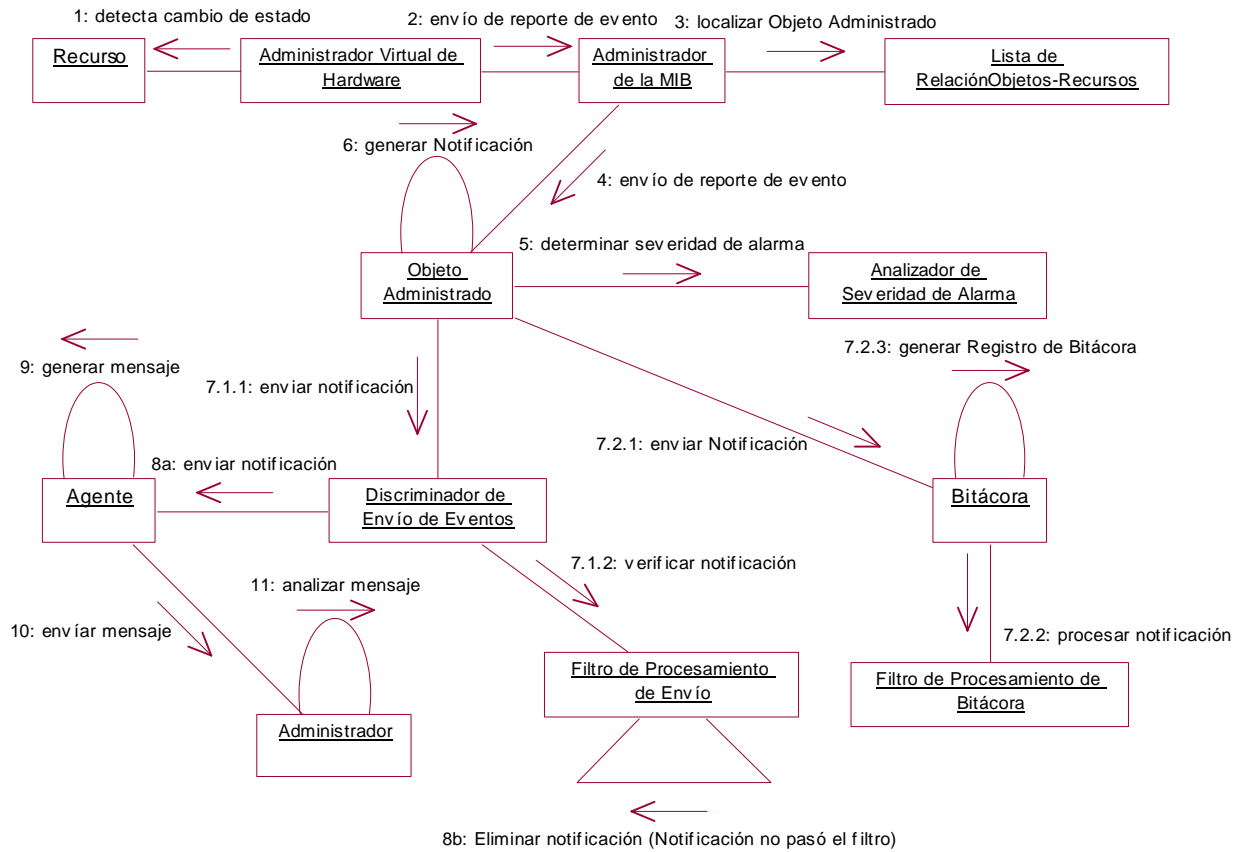 1: detecta cambio de estado
2: envío de reporte de evento
3: localizar Objeto Administrado
Recurso
Administrador Virtual de
Hardware
Administrador
de la MIB
Lista de
RelaciónObjetos-Recursos
6: generar Notificación
4: envío de reporte de evento
5: determinar severidad de alarma
Objeto
Administrado
Analizador de
Severidad de Alarma
9: generar mensaje
7.1.1: enviar notificación
7.2.3: generar Registro de Bitácora
7.2.1: enviar Notificación
8a: enviar notificación
Agente
Discriminador de
Envío de Eventos
Bitácora
7.1.2: verificar notificación
11: analizar mensaje
10: envíar mensaje
7.2.2: procesar notificación
Filtro de Procesamiento
de Envío
Filtro de Procesamiento de
Bitácora
Administrador
8b: Eliminar notificación (Notificación no pasó el filtro)